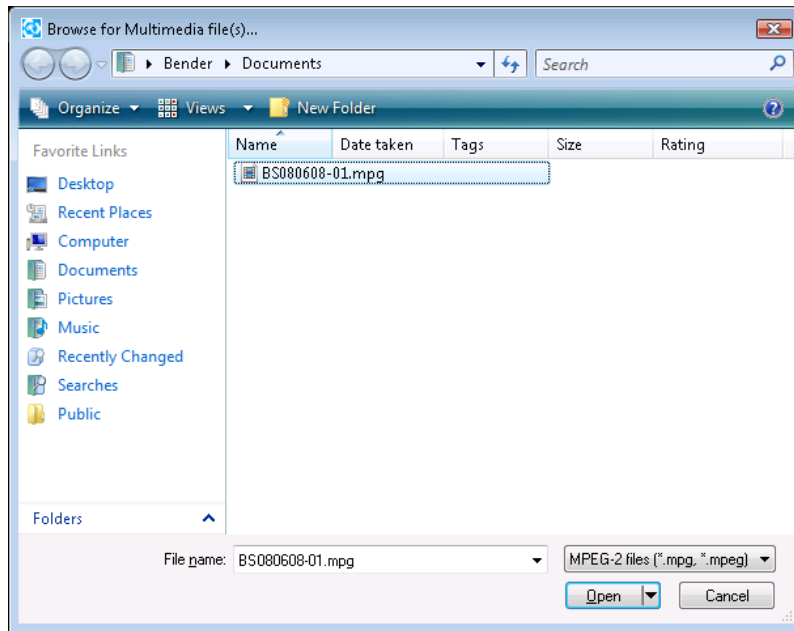 Browse for Multimedia file(s)...
Bender Documents
Search
Organize Views New Folder
Favorite Links
Name Date taken Tags Size Rating
BS080608-01.mpg
Desktop
Recent Places
Computer
Documents
Pictures
Music
Recently Changed
Searches
Public
Folders
File name: BS080608-01.mpg MPEG-2 files (*.mpg, *.mpeg)
Open Cancel